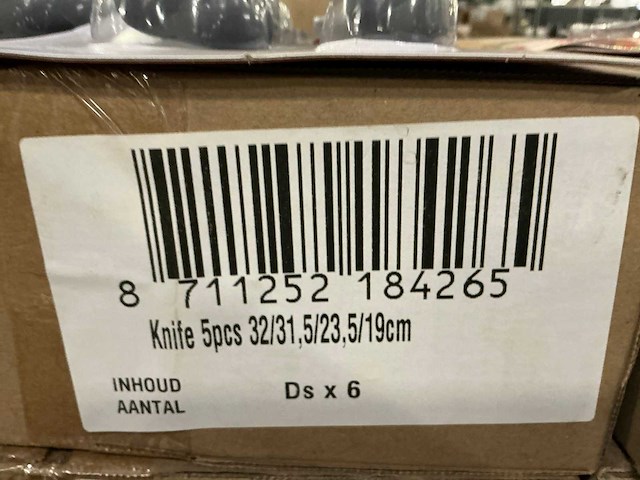 8 711252 184265
Knife 5pcs 32/31,5/23,5/19cm
INHOUD
AANTAL
Ds x 6